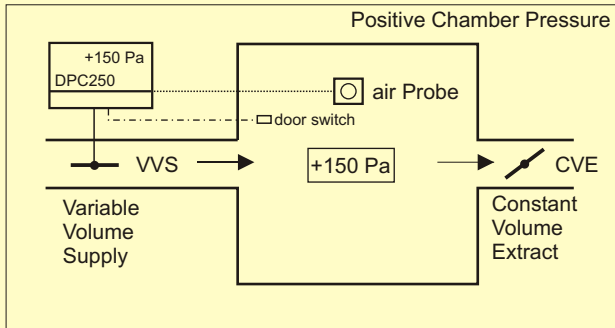 Positive Chamber Pressure
+150 Pa
DPC250
air Probe
door switch
VVS
+150 Pa
CVE
Variable
Volume
Supply
Constant
Volume
Extract